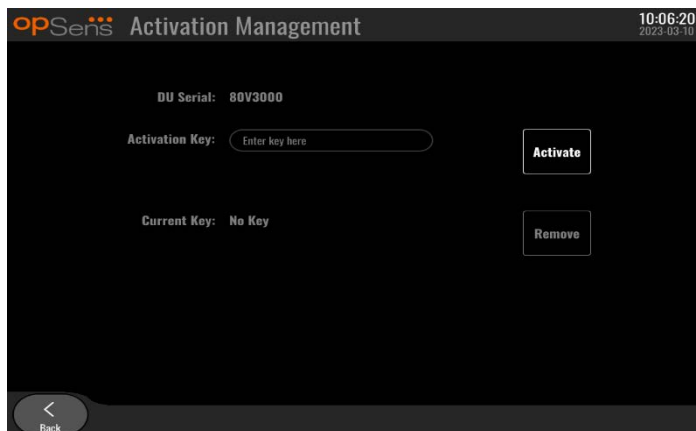 opSens Activation Management
10:06:20
2023-03-10
DU Serial: 80V3000
Activation Key: Enter key here
Activate
Current Key: No Key
Remove
Back